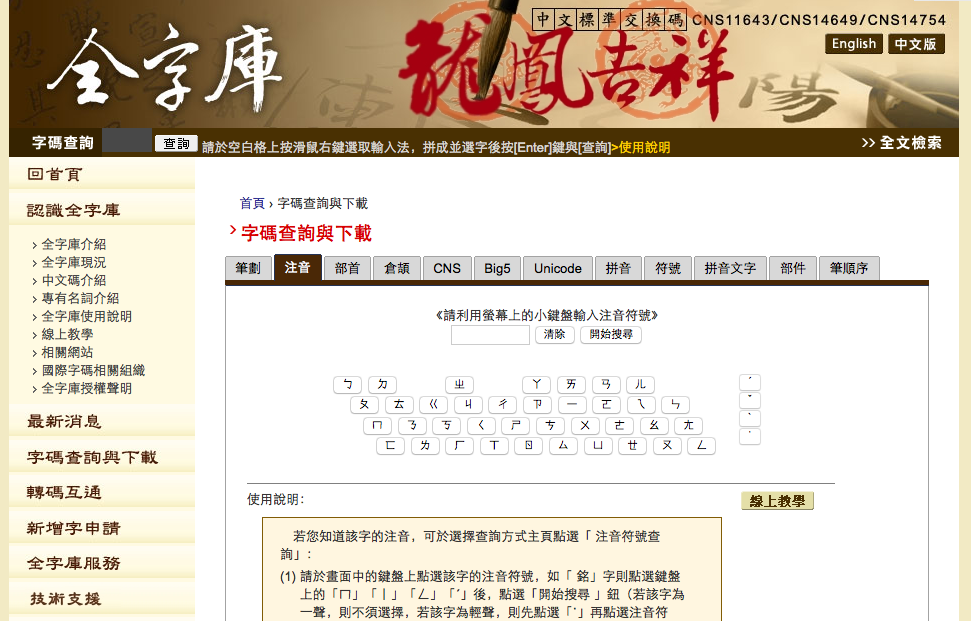 全字庫
龍鳳吉祥
陽
中文標準交換碼 CNS11643/CNS14649/CNS14754
English 中文版
字碼查詢 查詢 請於空白格上按滑鼠右鍵選取輸入法，拼成並選字後按[Enter]鍵與[查詢]>使用說明 >> 全文檢索
回首頁
認識全字庫
› 全字庫介紹
› 全字庫現況
› 中文碼介紹
› 專有名詞介紹
› 全字庫使用說明
› 線上教學
› 相關網站
› 國際字碼相關組織
› 全字庫授權聲明
最新消息
字碼查詢與下載
轉碼互通
新增字申請
全字庫服務
技術支援
首頁 › 字碼查詢與下載
字碼查詢與下載
筆劃 注音 部首 倉頡 CNS Big5 Unicode 拼音 符號 拼音文字 部件 筆順序
《請利用螢幕上的小鍵盤輸入注音符號》
清除 開始搜尋
ㄅ ㄉ ㄓ ㄚ ㄞ ㄢ ㄦ ˊ
ㄆ ㄊ ㄍ ㄐ ㄔ ㄗ ㄧ ㄛ ㄟ ㄣ ˇ
ㄇ ㄋ ㄎ ㄑ ㄕ ㄘ ㄨ ㄜ ㄠ ㄤ ˋ
ㄈ ㄌ ㄏ ㄒ ㄖ ㄙ ㄩ ㄝ ㄡ ㄥ ˙
使用說明：
線上教學
若您知道該字的注音，可於選擇查詢方式主頁點選「 注音符號查
詢」：
(1) 請於畫面中的鍵盤上點選該字的注音符號，如「 銘」字則點選鍵盤
上的「ㄇ」「ㄧ」「ㄥ」「ˊ」後，點選「開始搜尋 」鈕（若該字為
一聲，則不須選擇，若該字為輕聲，則先點選「˙」再點選注音符